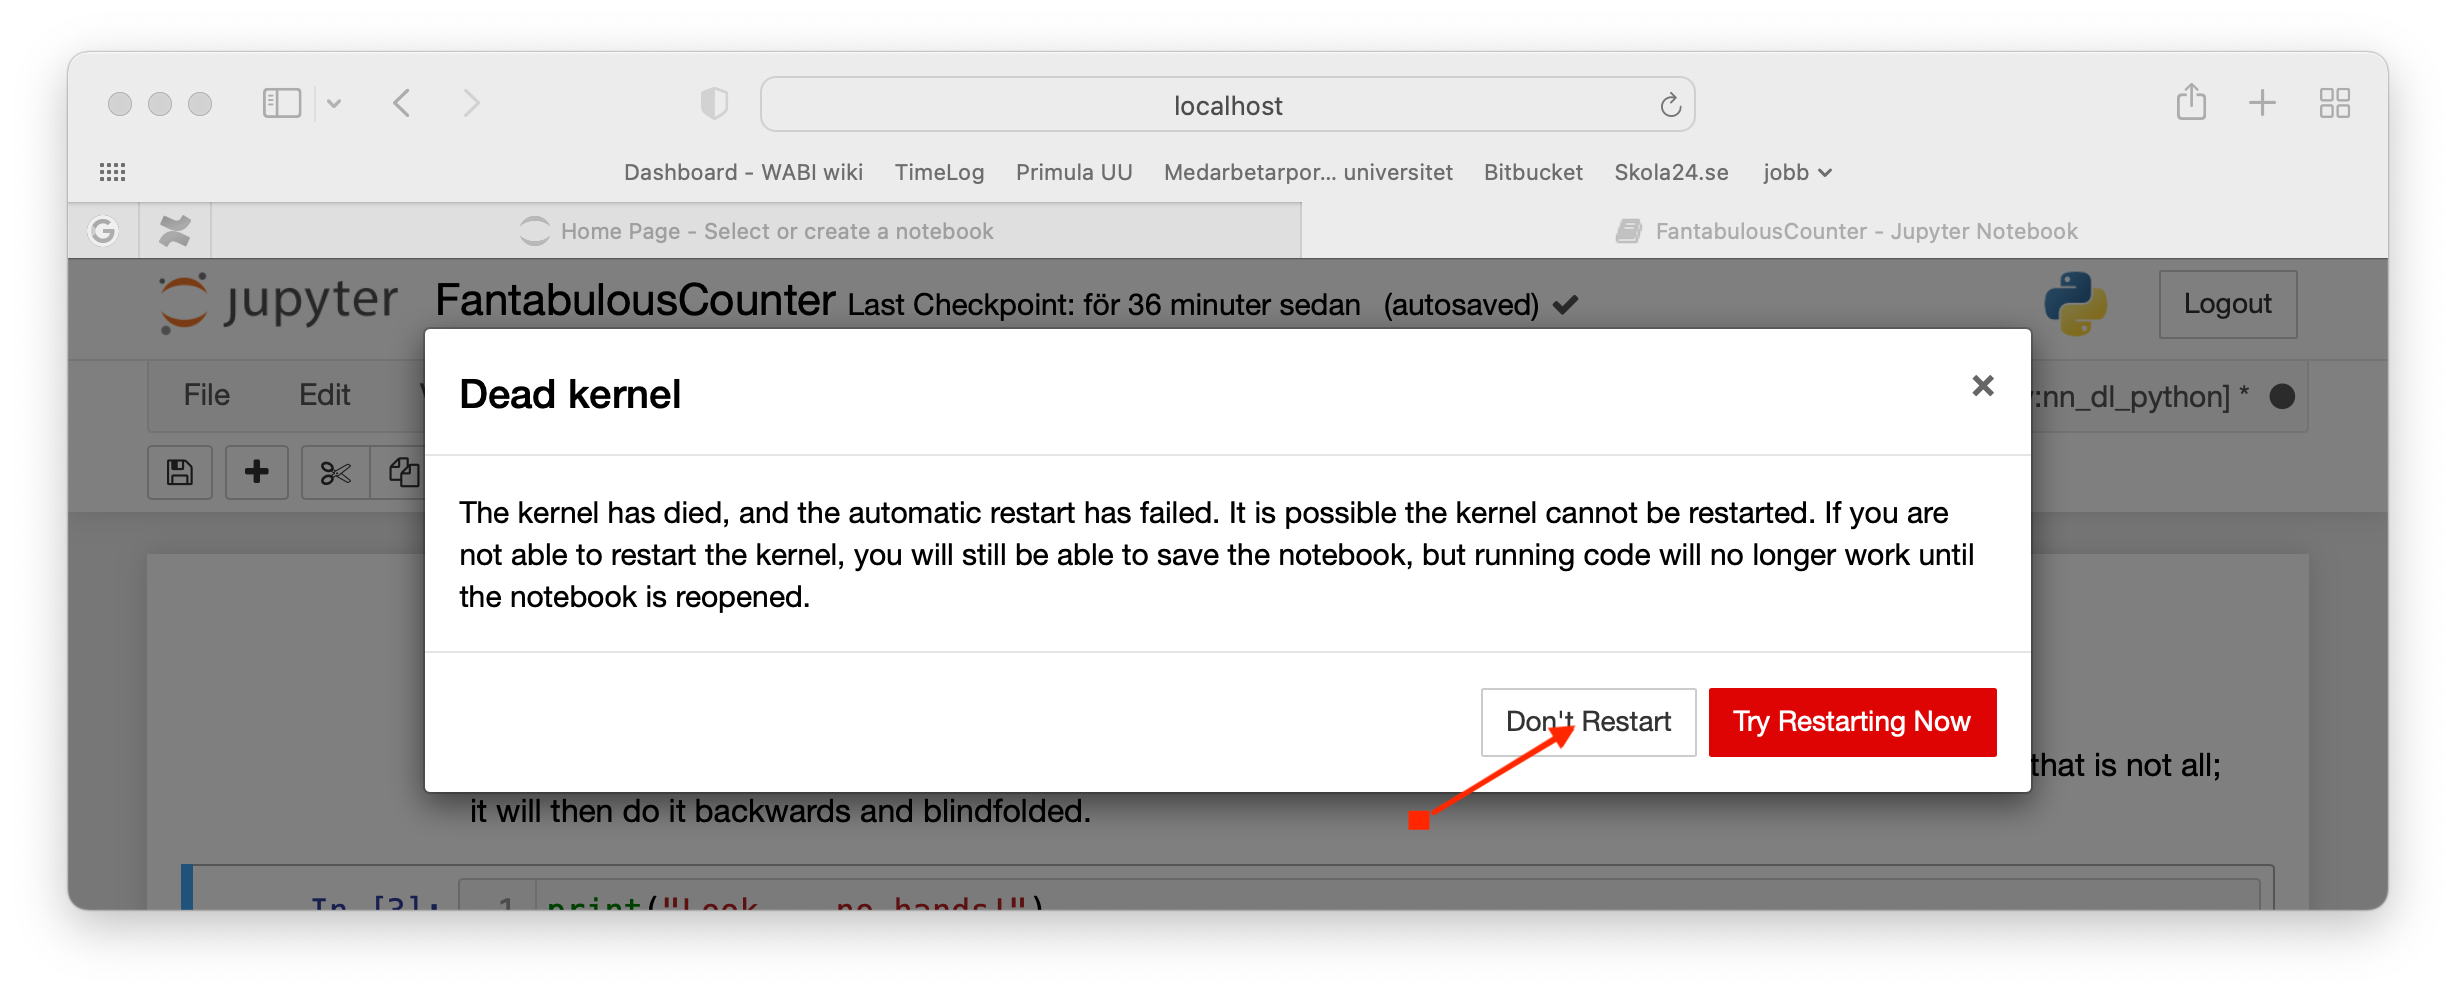 localhost
Dashboard - WABI wiki TimeLog Primula UU Medarbetarpor... universitet Bitbucket Skola24.se jobb
G Home Page - Select or create a notebook FantabulousCounter - Jupyter Notebook
jupyter FantabulousCounter Last Checkpoint: för 36 minuter sedan (autosaved) Logout
Dead kernel
File Edit :nn_dl_python] *
The kernel has died, and the automatic restart has failed. It is possible the kernel cannot be restarted. If you are
not able to restart the kernel, you will still be able to save the notebook, but running code will no longer work until
the notebook is reopened.
Don't Restart Try Restarting Now
that is not all;
it will then do it backwards and blindfolded.
In [3]: 1 print("Look, no hands!")